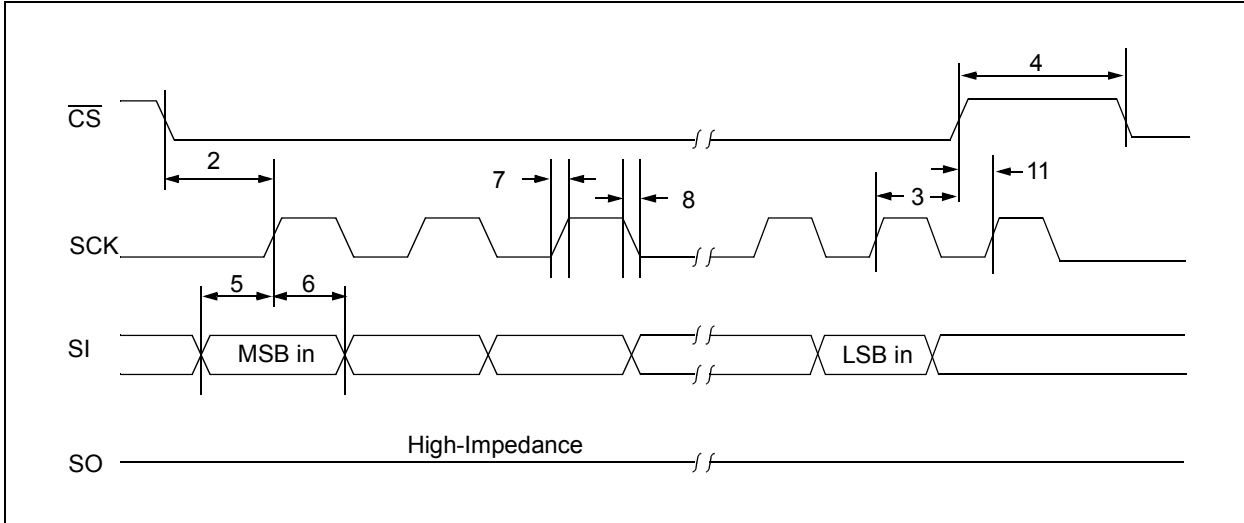 4
CS
2
7
8
3
11
SCK
5
6
SI
MSB in
LSB in
High-Impedance
SO